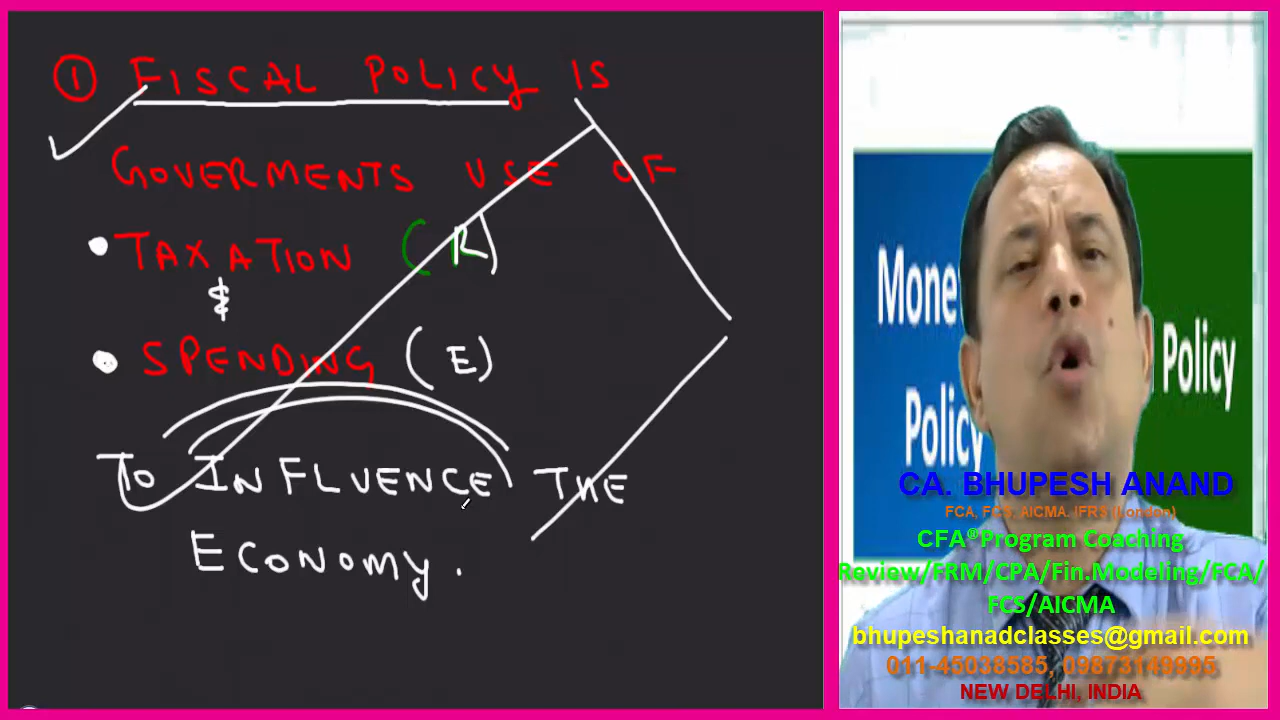 ① FISCAL POLICY IS
GOVERMENTS USE OF
• TAXATION (R)
&
• SPENDING (E)
TO INFLUENCE THE
ECONOMY.
Mone
Policy
Policy
CA. BHUPESH ANAND
FCA, FCS, AICMA. IFRS (London)
CFA®Program Coaching
Review/FRM/CPA/Fin.Modeling/FCA/
FCS/AICMA
bhupeshanadclasses@gmail.com
011-45038585, 09873149995
NEW DELHI, INDIA